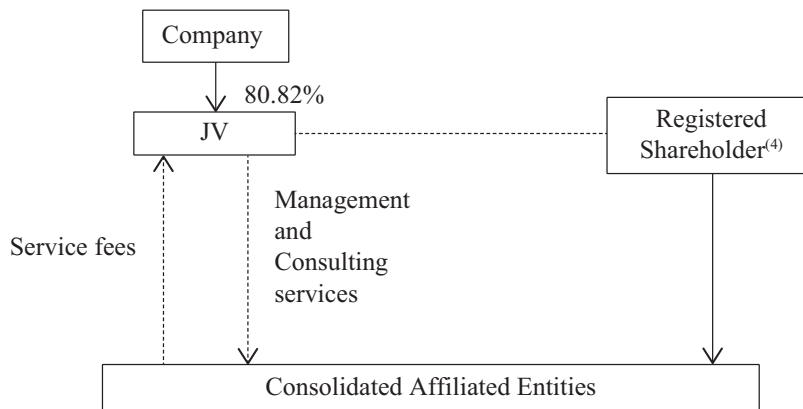 Company
80.82%
JV
Registered
Shareholder(4)
Management
and
Consulting
services
Service fees
Consolidated Affiliated Entities